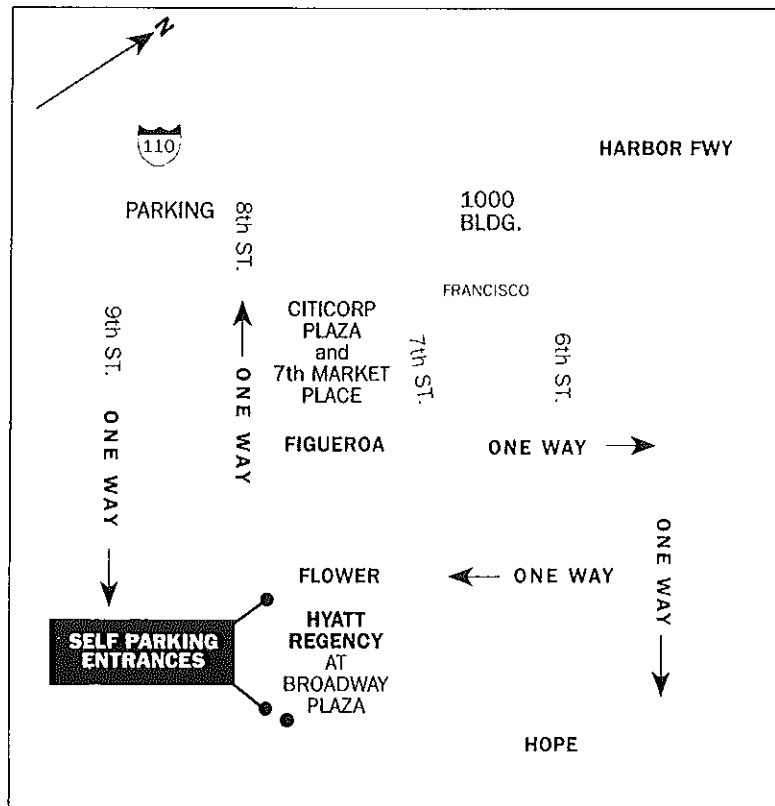 N
110
HARBOR FWY
PARKING
8th ST.
1000
BLDG.
FRANCISCO
9th ST.
CITICORP
PLAZA
and
7th MARKET
PLACE
7th ST.
6th ST.
ONE WAY
ONE WAY
FIGUEROA
ONE WAY
ONE WAY
FLOWER
ONE WAY
SELF PARKING
ENTRANCES
HYATT
REGENCY
AT
BROADWAY
PLAZA
HOPE